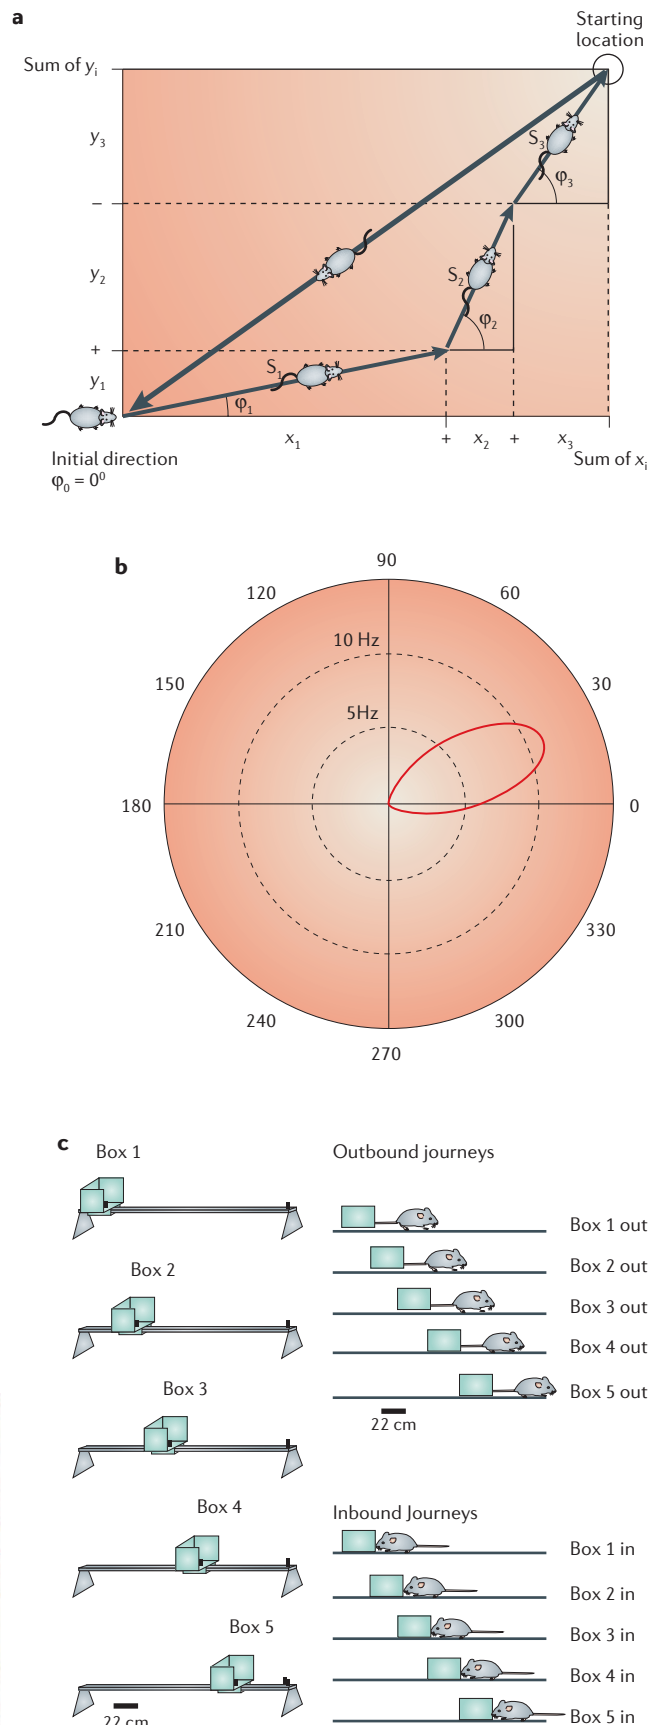 a
Starting
location
Sum of yi
y3
S3
φ3
–
y2
S2
φ2
+
S1
y1
φ1
x1
+
x2
+
x3
Initial direction
φ0 = 0⁰
Sum of xi
b
90
120
60
10 Hz
150
30
5Hz
180
0
210
330
240
300
270
c
Box 1
Outbound journeys
Box 1 out
Box 2
Box 2 out
Box 3 out
Box 4 out
Box 3
Box 5 out
22 cm
Box 4
Inbound Journeys
Box 1 in
Box 2 in
Box 5
Box 3 in
Box 4 in
22 cm
Box 5 in